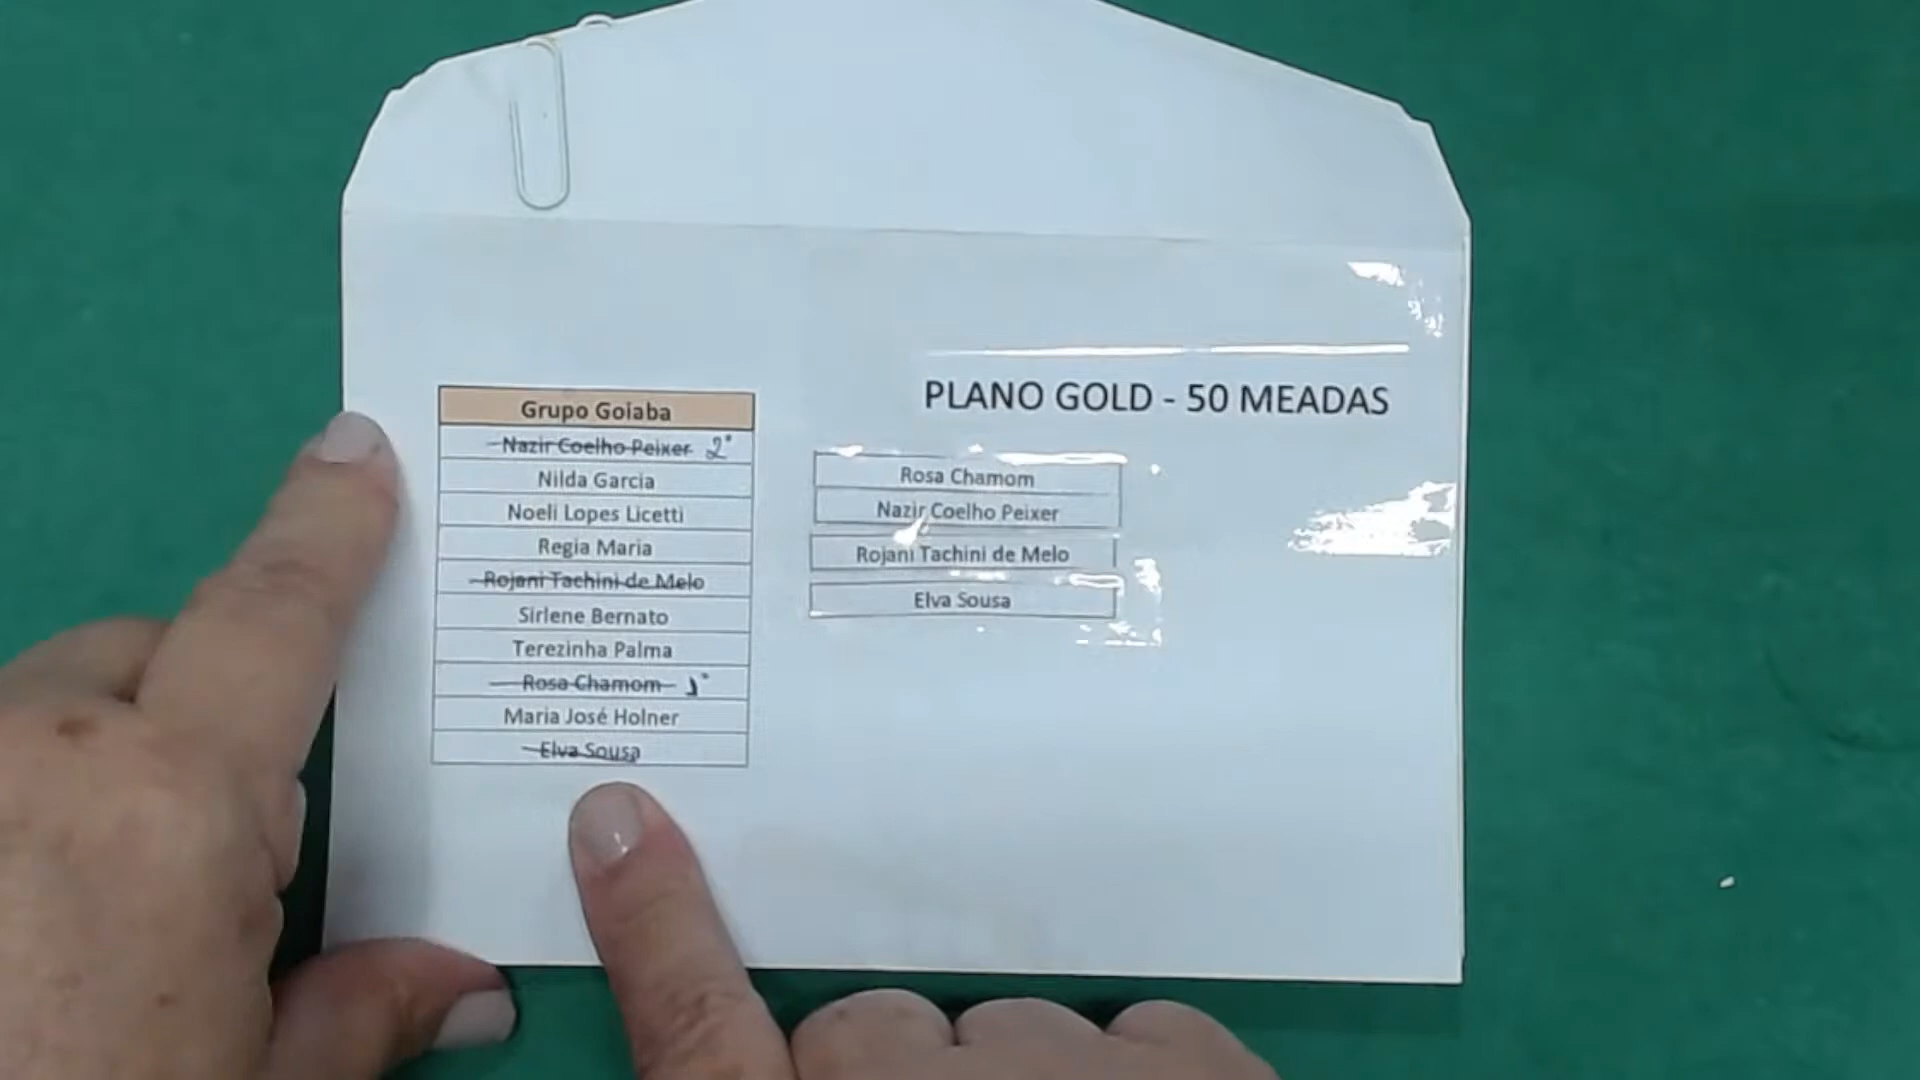 PLANO GOLD - 50 MEADAS
Grupo Goiaba
Nazir Coelho Peixer 2°
Nilda Garcia
Noeli Lopes Licetti
Regia Maria
Rojani Tachini de Melo
Sirlene Bernato
Terezinha Palma
Rosa Chamom 1°
Maria José Holner
Elva Sousa
Rosa Chamom
Nazir Coelho Peixer
Rojani Tachini de Melo
Elva Sousa